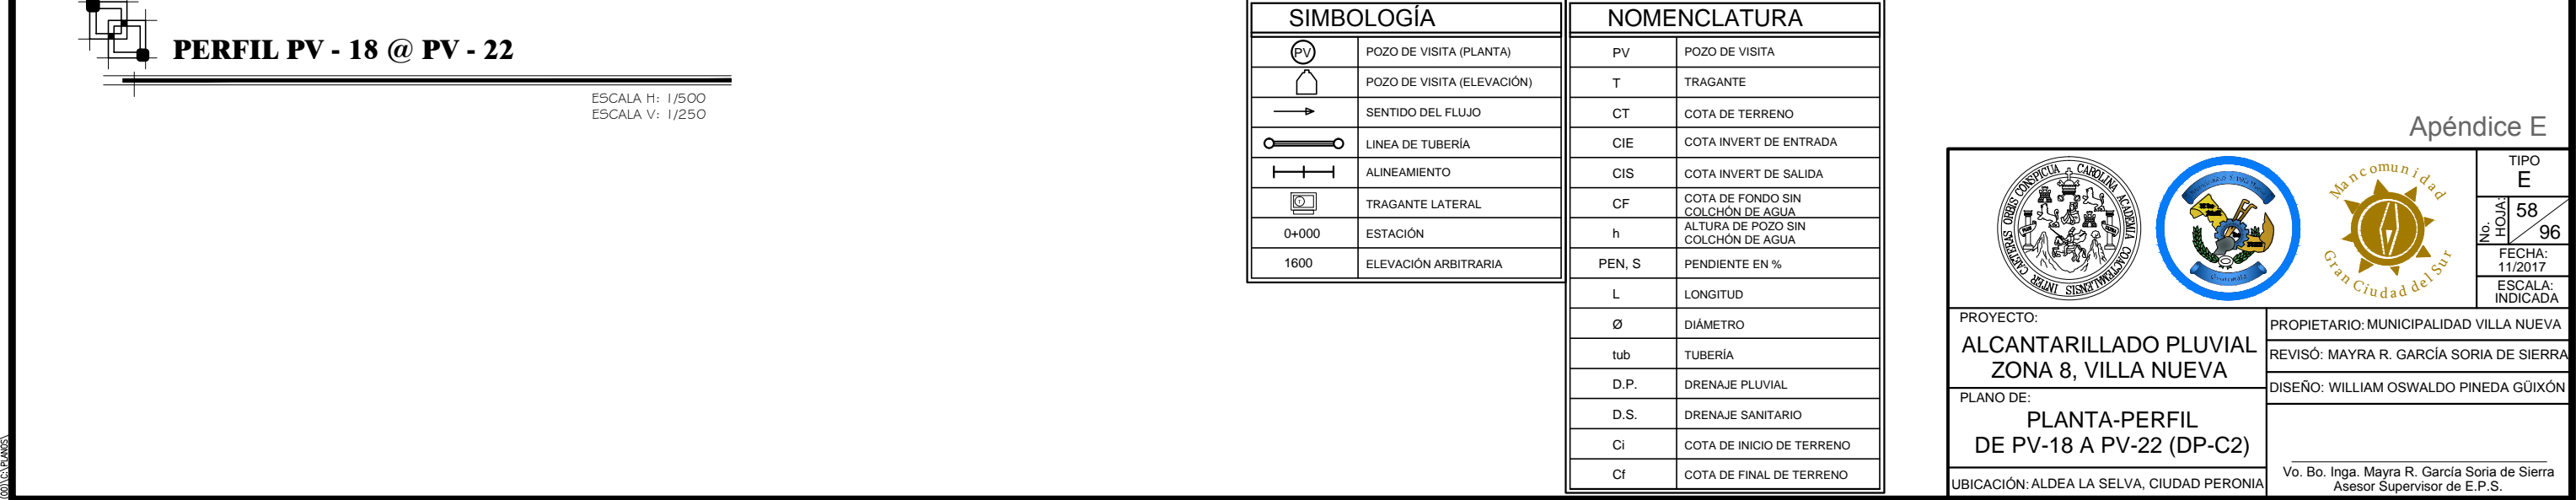 PERFIL PV - 18 @ PV - 22
ESCALA H: 1/500
ESCALA V: 1/250
SIMBOLOGÍA
PV POZO DE VISITA (PLANTA)
POZO DE VISITA (ELEVACIÓN)
SENTIDO DEL FLUJO
LINEA DE TUBERÍA
ALINEAMIENTO
TRAGANTE LATERAL
0+000 ESTACIÓN
1600 ELEVACIÓN ARBITRARIA
NOMENCLATURA
PV POZO DE VISITA
T TRAGANTE
CT COTA DE TERRENO
CIE COTA INVERT DE ENTRADA
CIS COTA INVERT DE SALIDA
CF COTA DE FONDO SIN
COLCHÓN DE AGUA
h ALTURA DE POZO SIN
COLCHÓN DE AGUA
PEN, S PENDIENTE EN %
L LONGITUD
Ø DIÁMETRO
tub TUBERÍA
D.P. DRENAJE PLUVIAL
D.S. DRENAJE SANITARIO
Ci COTA DE INICIO DE TERRENO
Cf COTA DE FINAL DE TERRENO
Apéndice E
CAETERAS ORBIS CONSPICUA CAROLINA ACADEMIA COACTEMALENSIS INTER
Mancomunidad
Gran Ciudad del Sur
TIPO
E
No. HOJA:
58
96
FECHA:
11/2017
ESCALA:
INDICADA
PROYECTO:
ALCANTARILLADO PLUVIAL
ZONA 8, VILLA NUEVA
PLANO DE:
PLANTA-PERFIL
DE PV-18 A PV-22 (DP-C2)
UBICACIÓN: ALDEA LA SELVA, CIUDAD PERONIA
PROPIETARIO: MUNICIPALIDAD VILLA NUEVA
REVISÓ: MAYRA R. GARCÍA SORIA DE SIERRA
DISEÑO: WILLIAM OSWALDO PINEDA GÜIXÓN
Vo. Bo. Inga. Mayra R. García Soria de Sierra
Asesor Supervisor de E.P.S.